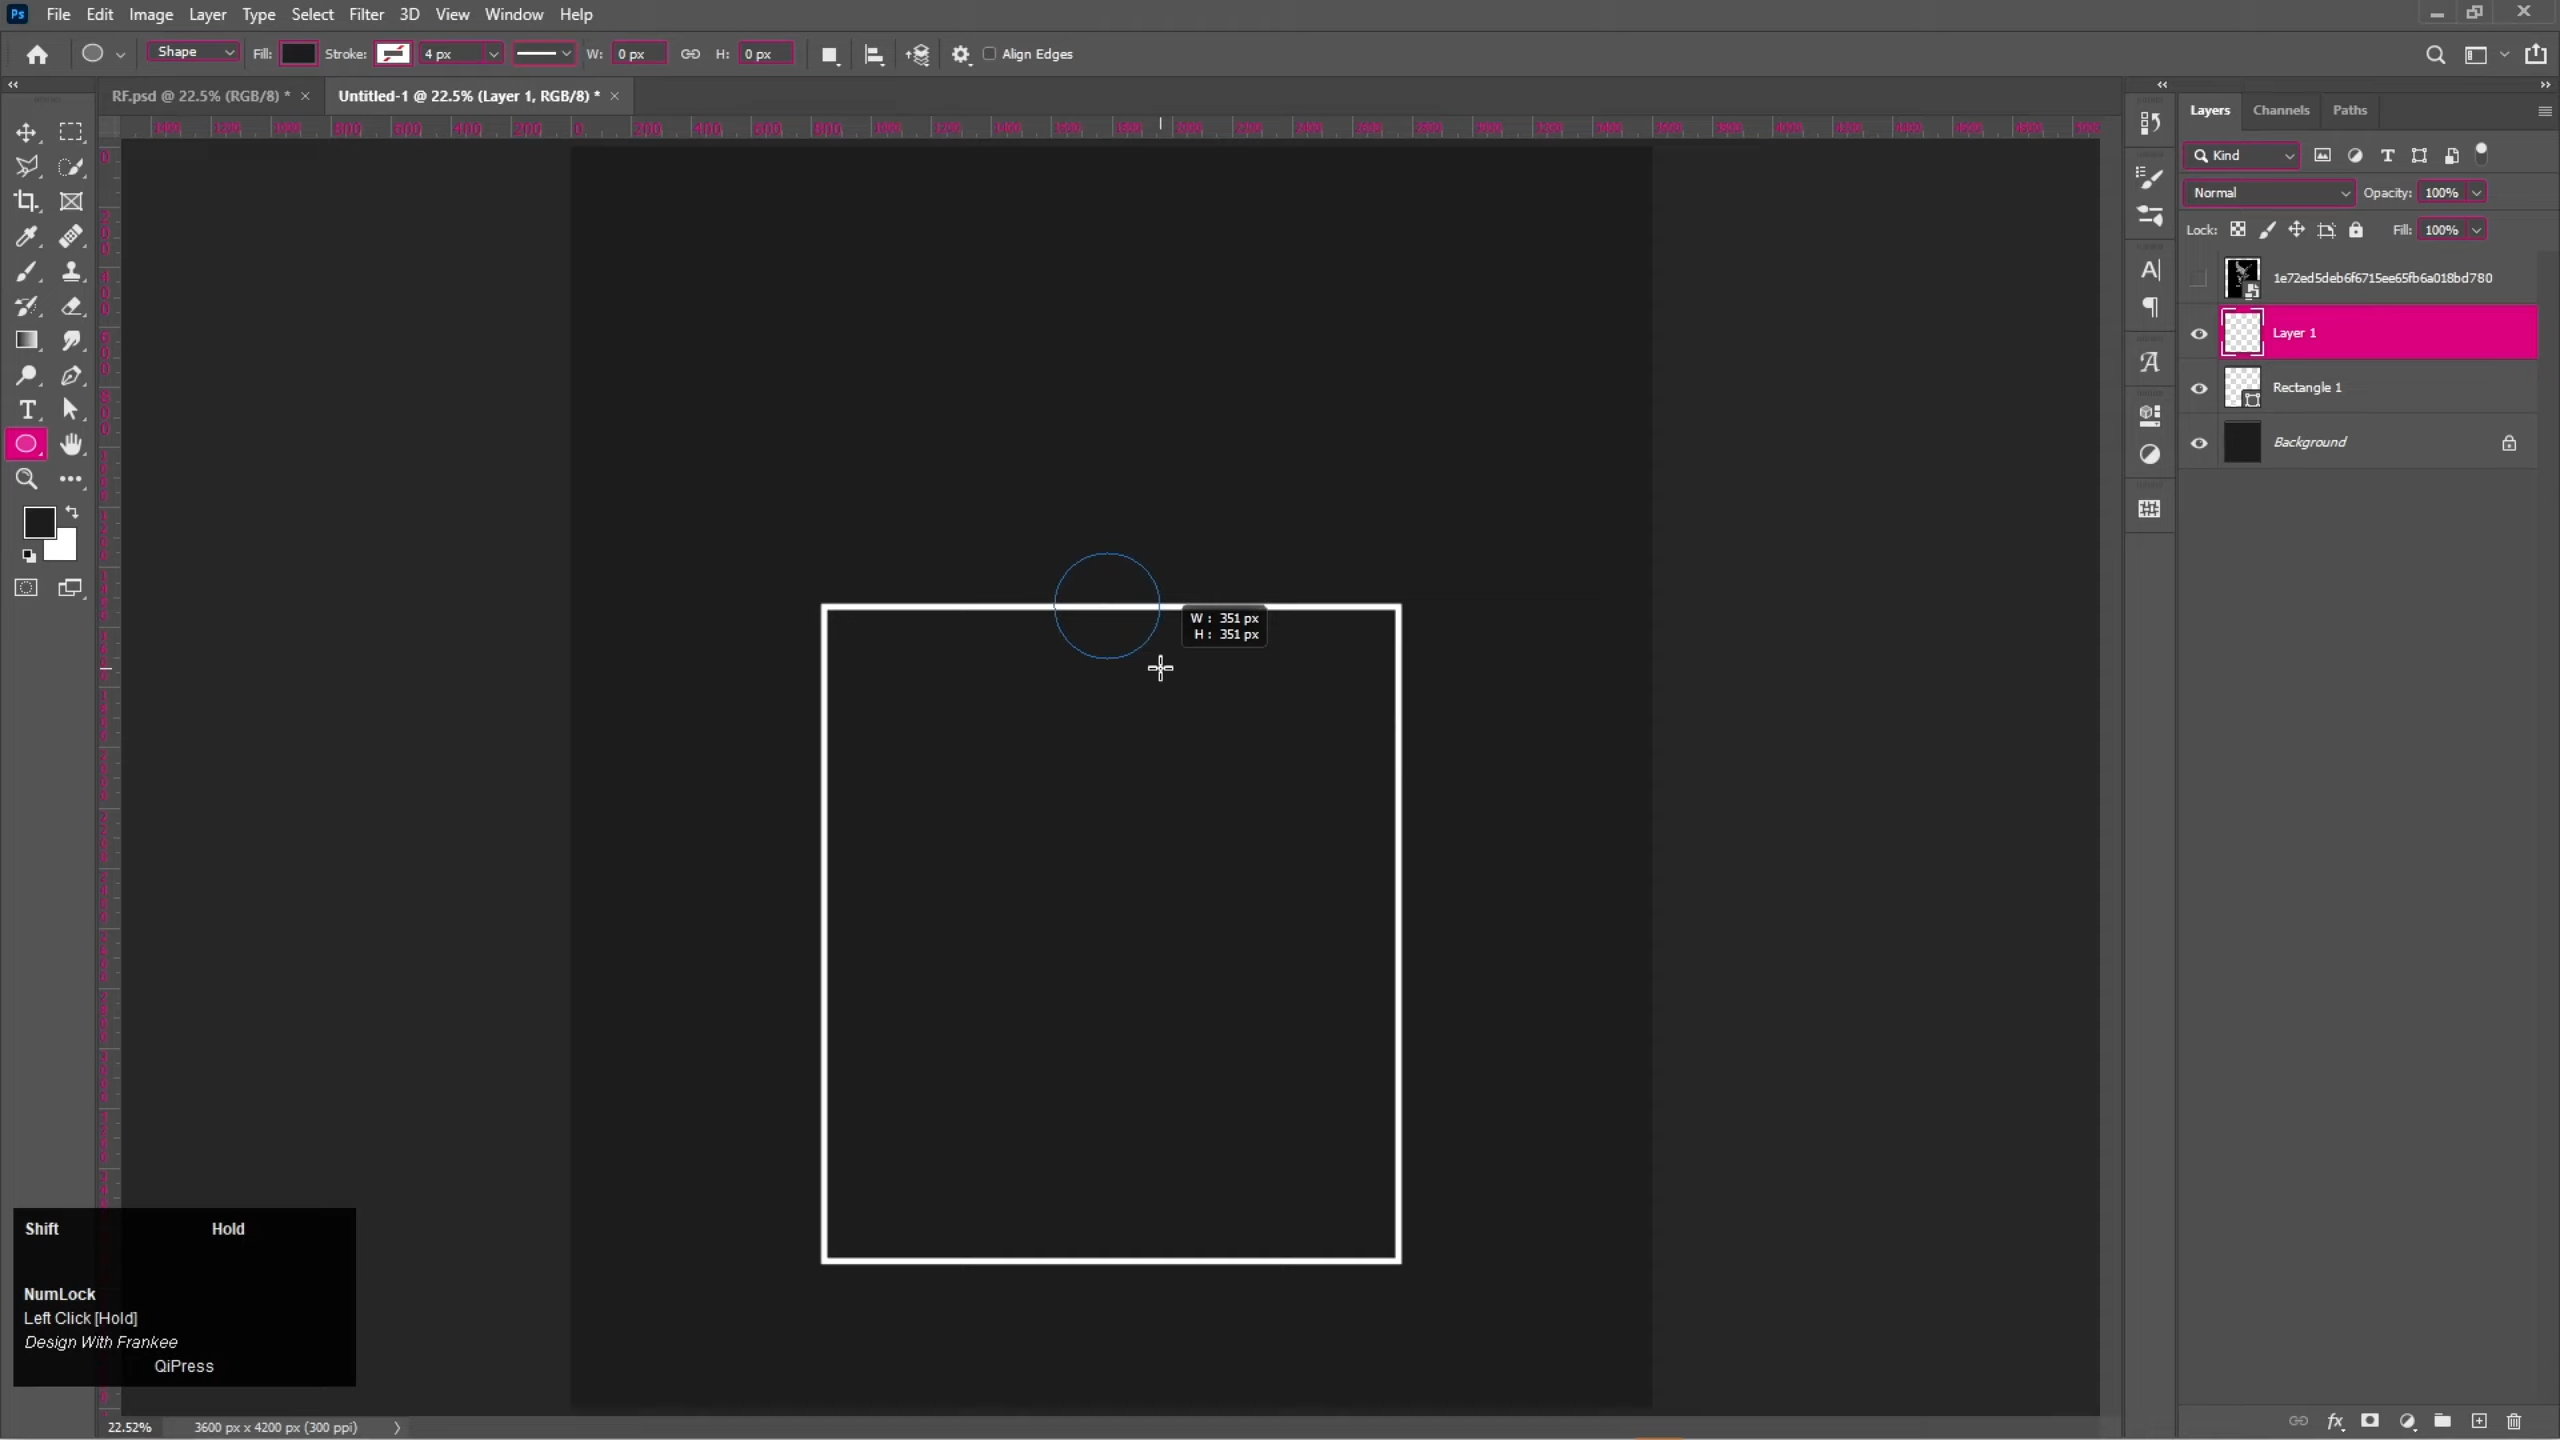 Ps File Edit Image Layer Type Select Filter 3D View Window Help
Shape Fill: Stroke: 4 px W: 0 px H: 0 px Align Edges
RF.psd @ 22.5% (RGB/8) * × Untitled-1 @ 22.5% (Layer 1, RGB/8) * ×
Layers Channels Paths
Kind
Normal Opacity: 100%
Lock: Fill: 100%
1e72ed5deb6f6715ee65fb6a018bd780
Layer 1
Rectangle 1
Background
W : 351 px
H : 351 px
Shift Hold
NumLock
Left Click [Hold]
Design With Frankee
QiPress
22.52% 3600 px x 4200 px (300 ppi)